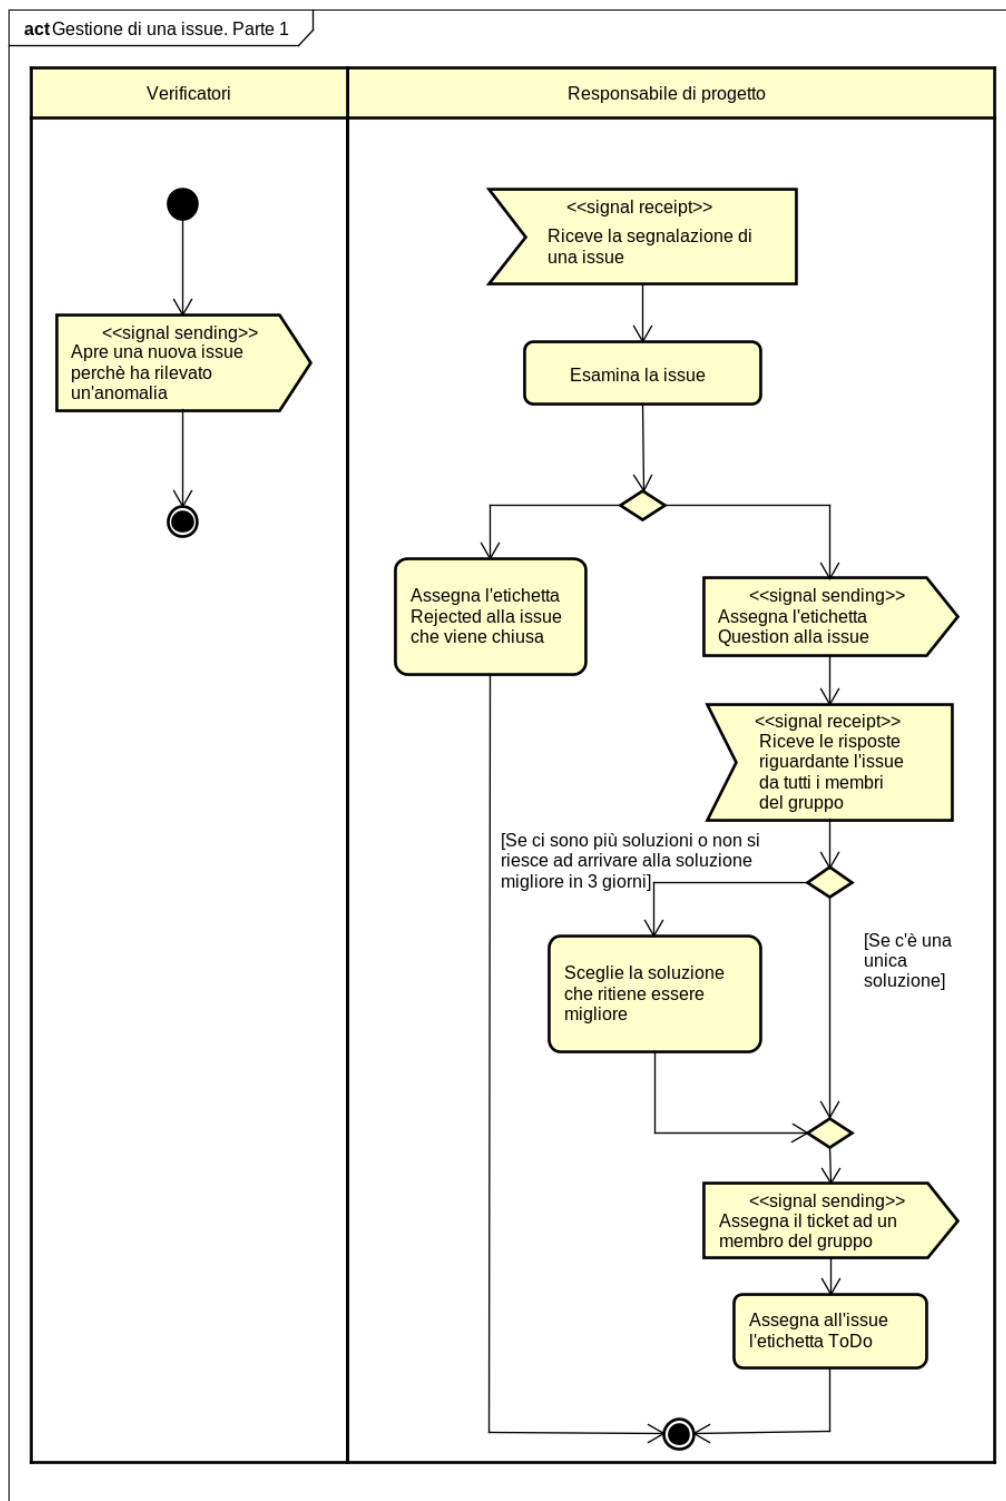 act Gestione di una issue. Parte 1
Verificatori
Responsabile di progetto
<<signal receipt>>
Riceve la segnalazione di
una issue
<<signal sending>>
Apre una nuova issue
perchè ha rilevato
un'anomalia
Esamina la issue
Assegna l'etichetta
Rejected alla issue
che viene chiusa
<<signal sending>>
Assegna l'etichetta
Question alla issue
<<signal receipt>>
Riceve le risposte
riguardante l'issue
da tutti i membri
del gruppo
[Se ci sono più soluzioni o non si
riesce ad arrivare alla soluzione
migliore in 3 giorni]
[Se c'è una
unica
soluzione]
Sceglie la soluzione
che ritiene essere
migliore
<<signal sending>>
Assegna il ticket ad un
membro del gruppo
Assegna all'issue
l'etichetta ToDo